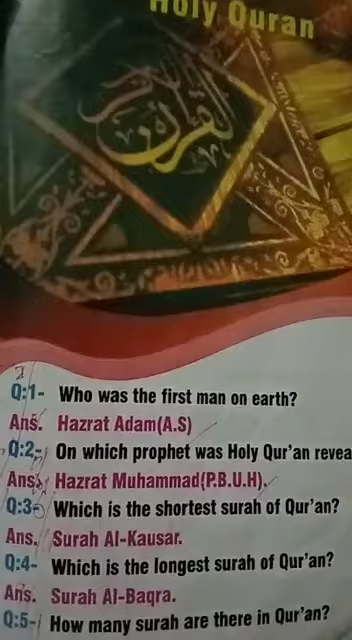 Holy Quran
القرآن الكريم
Q:1- Who was the first man on earth?
Ans. Hazrat Adam(A.S)
Q:2- On which prophet was Holy Qur'an revea
Ans. Hazrat Muhammad(P.B.U.H).
Q:3- Which is the shortest surah of Qur'an?
Ans. Surah Al-Kausar.
Q:4- Which is the longest surah of Qur'an?
Ans. Surah Al-Baqra.
Q:5- How many surah are there in Qur'an?